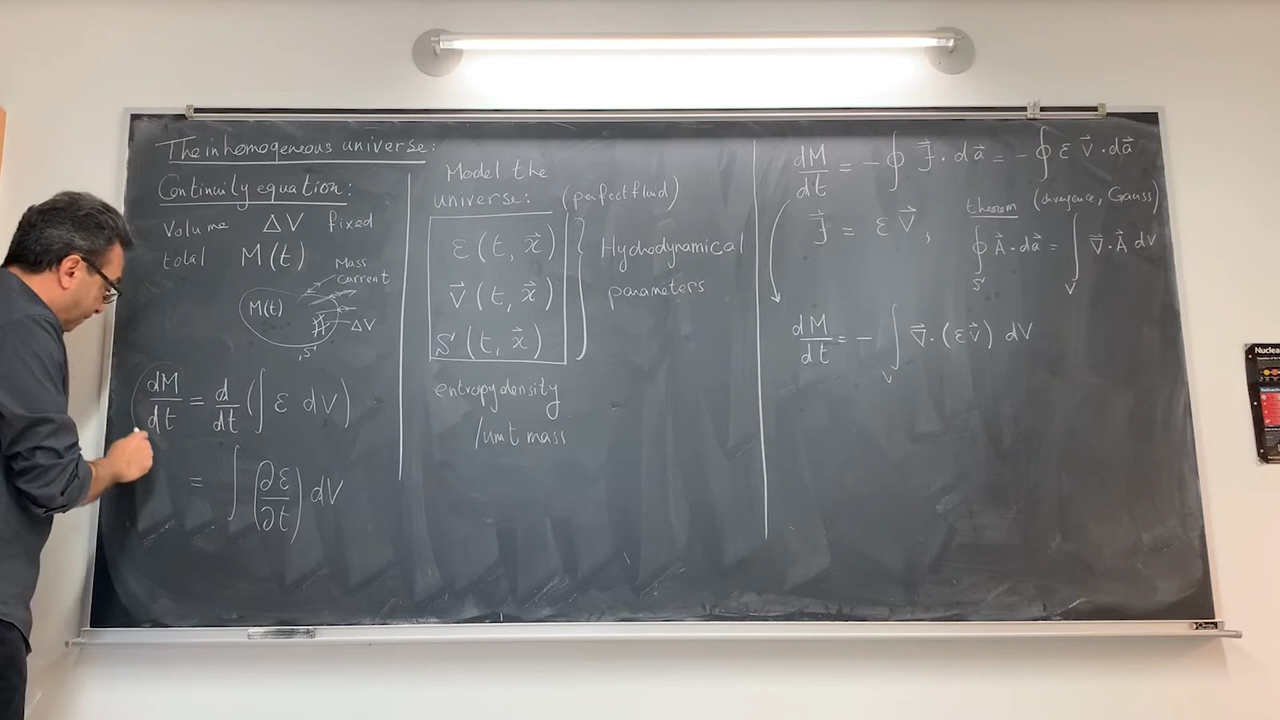 The inhomogeneous universe:
Continuity equation:
Volume ΔV fixed
total M(t)
Mass
current
M(t)
ΔV
S
dM/dt = d/dt (∫ ε dV)
= ∫ (∂ε/∂t) dV
Model the
universe: (perfect fluid)
ε(t, x⃗)
v⃗(t, x⃗)
S(t, x⃗)
Hydrodynamical
parameters
entropy density
/unit mass
dM/dt = - ∮ J⃗ · da⃗ = - ∮ ε v⃗ · da⃗
J⃗ = ε v⃗ ;
theorem (divergence, Gauss)
∮_S A⃗ · da⃗ = ∫_V ∇⃗ · A⃗ dV
dM/dt = - ∫_V ∇⃗ · (εv⃗) dV
Nuclea